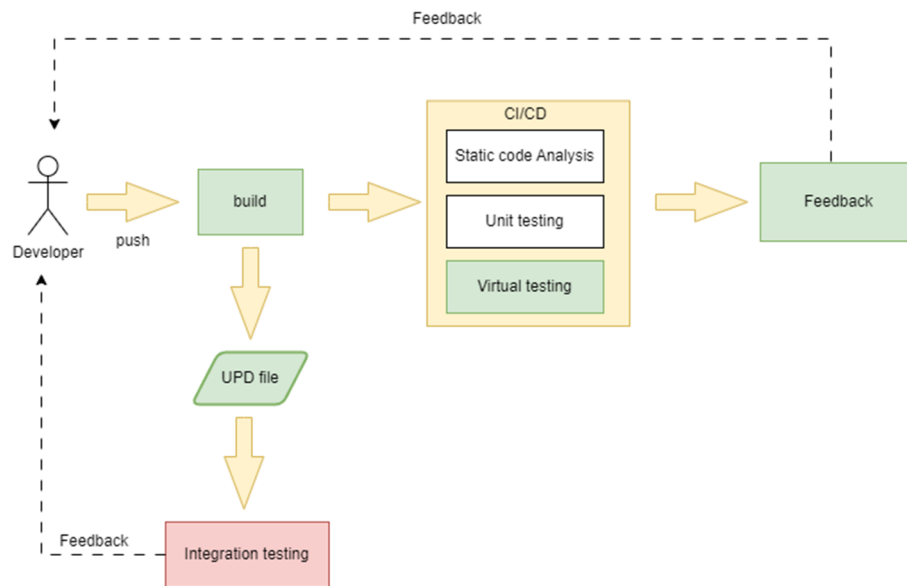 Feedback
CI/CD
Static code Analysis
build
Unit testing
Feedback
push
Developer
Virtual testing
UPD file
Feedback
Integration testing